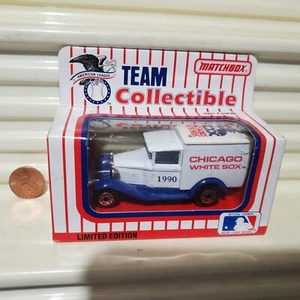 AMERICAN LEAGUE
TEAM
MATCHBOX
Collectible
CHICAGO
WHITE SOX
1990
LIMITED EDITION